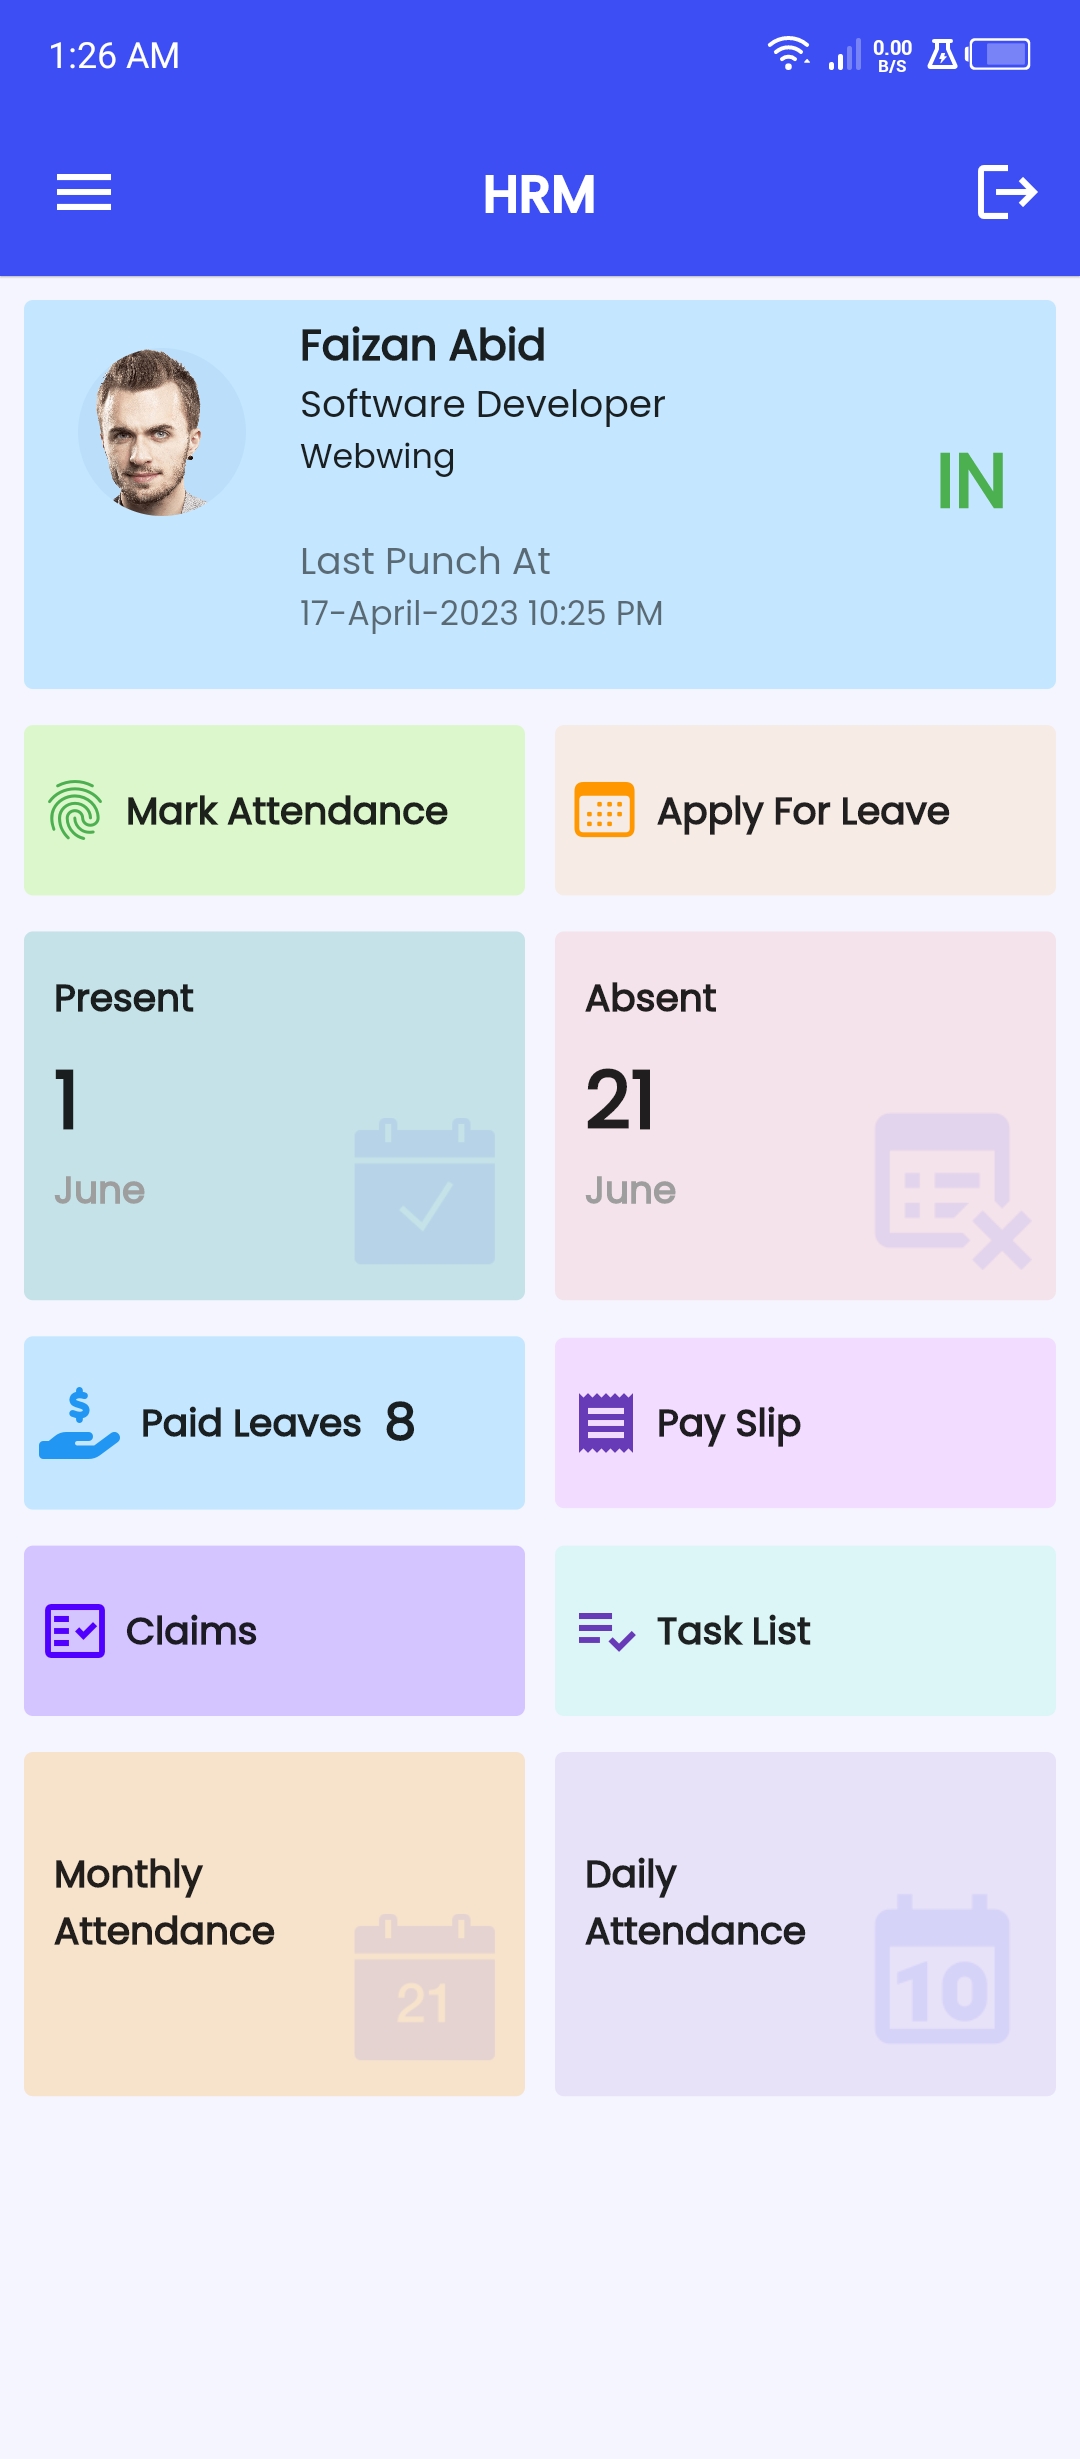 1:26 AM
0.00
B/S
HRM
Faizan Abid
Software Developer
Webwing
IN
Last Punch At
17-April-2023 10:25 PM
Mark Attendance
Apply For Leave
Present
1
June
Absent
21
June
Paid Leaves 8
Pay Slip
Claims
Task List
Monthly
Attendance
21
Daily
Attendance
10